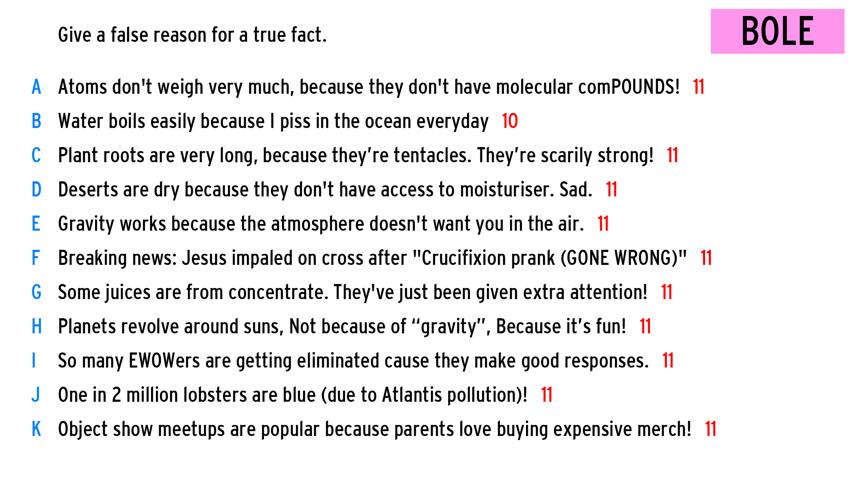 Give a false reason for a true fact.
BOLE
A Atoms don't weigh very much, because they don't have molecular comPOUNDS! 11
B Water boils easily because I piss in the ocean everyday 10
C Plant roots are very long, because they’re tentacles. They’re scarily strong! 11
D Deserts are dry because they don't have access to moisturiser. Sad. 11
E Gravity works because the atmosphere doesn't want you in the air. 11
F Breaking news: Jesus impaled on cross after "Crucifixion prank (GONE WRONG)" 11
G Some juices are from concentrate. They've just been given extra attention! 11
H Planets revolve around suns, Not because of “gravity”, Because it’s fun! 11
I So many EWOWers are getting eliminated cause they make good responses. 11
J One in 2 million lobsters are blue (due to Atlantis pollution)! 11
K Object show meetups are popular because parents love buying expensive merch! 11